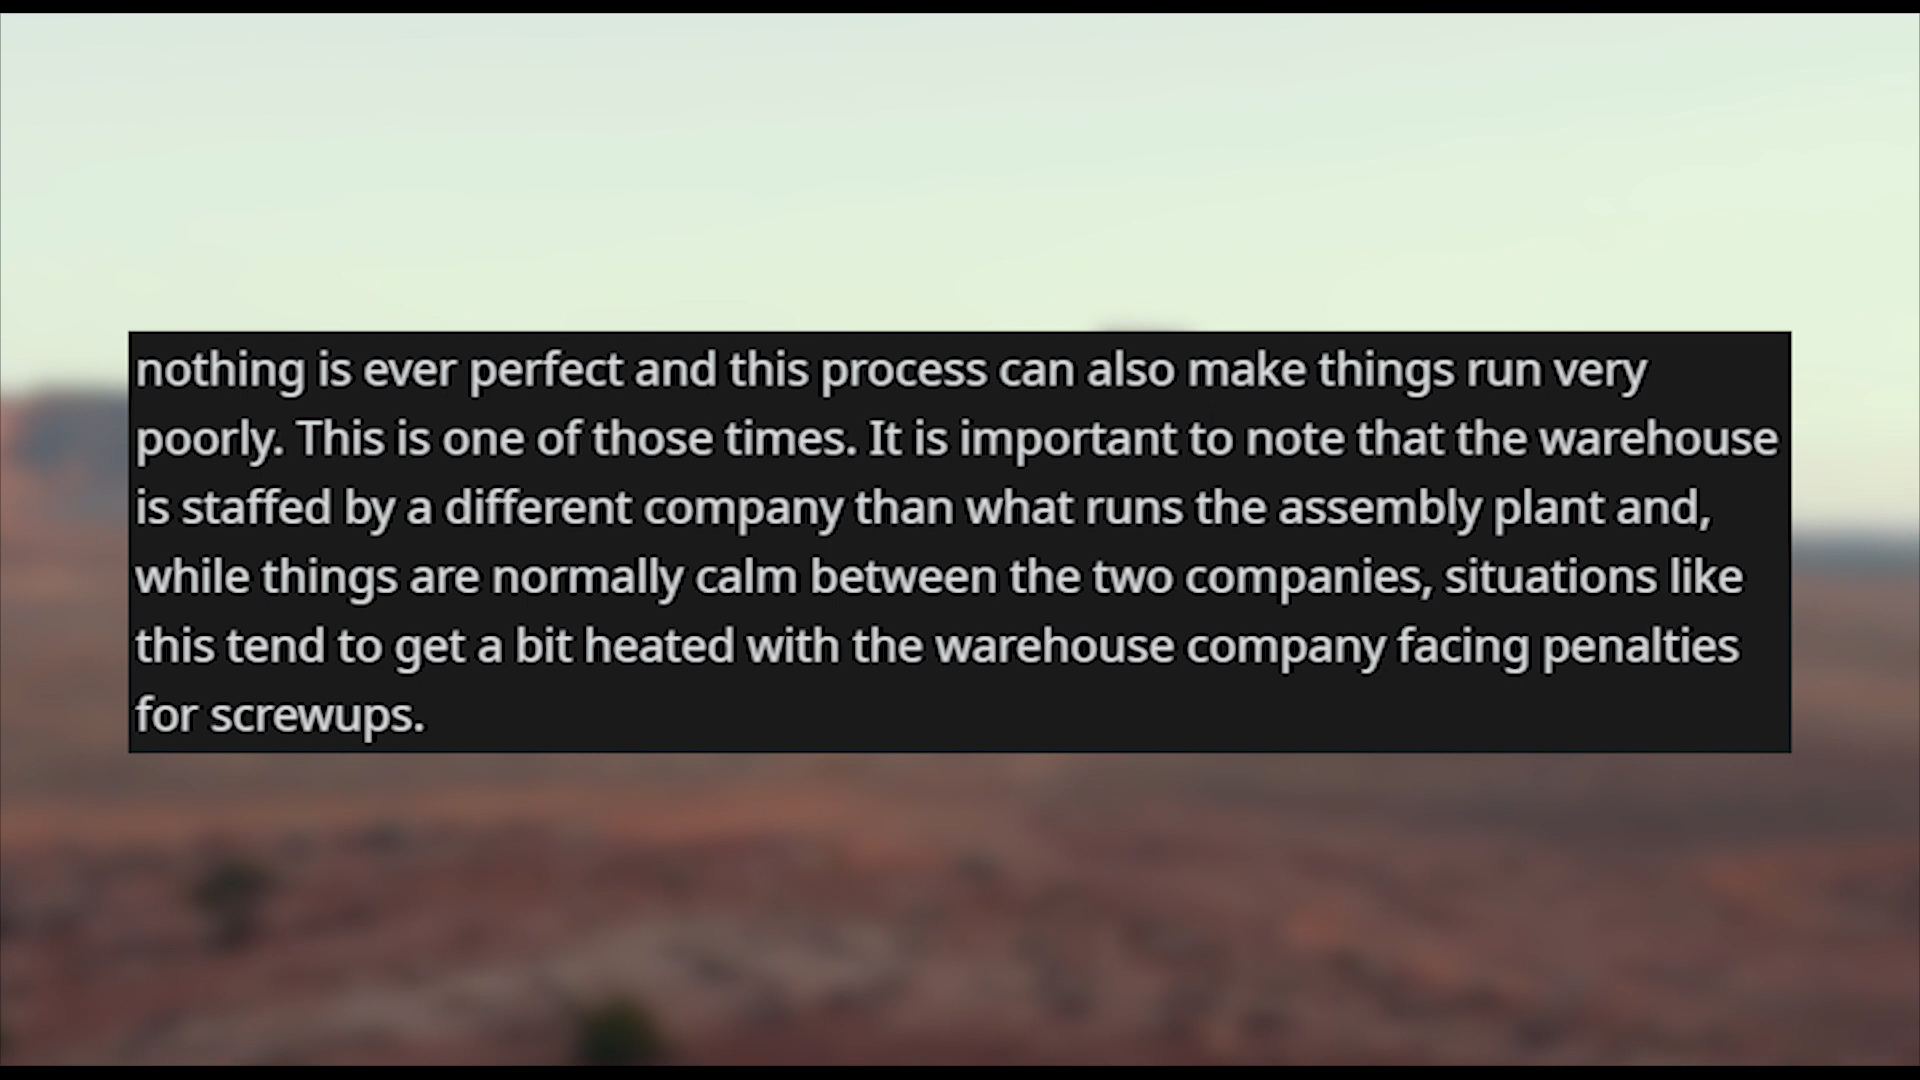 nothing is ever perfect and this process can also make things run very
poorly. This is one of those times. It is important to note that the warehouse
is staffed by a different company than what runs the assembly plant and,
while things are normally calm between the two companies, situations like
this tend to get a bit heated with the warehouse company facing penalties
for screwups.